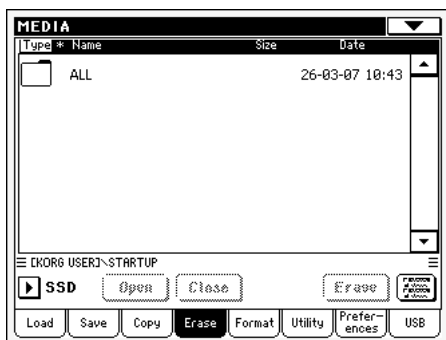 MEDIA
Type * Name Size Date
ALL 26-03-07 10:43
[KORG USER]\STARTUP
SSD Open Close Erase
Load Save Copy Erase Format Utility Prefer-ences USB